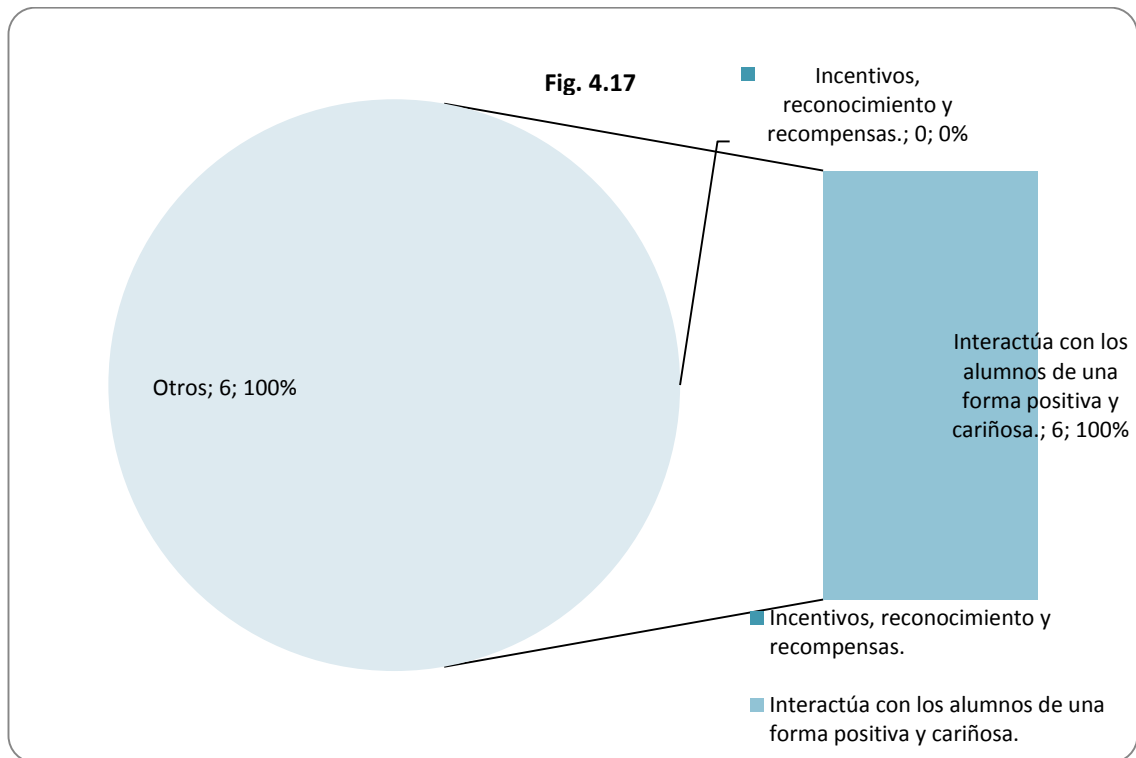 Fig. 4.17
Incentivos,
reconocimiento y
recompensas.; 0; 0%
Otros; 6; 100%
Interactúa con los
alumnos de una
forma positiva y
cariñosa.; 6; 100%
Incentivos, reconocimiento y
recompensas.
Interactúa con los alumnos de una
forma positiva y cariñosa.